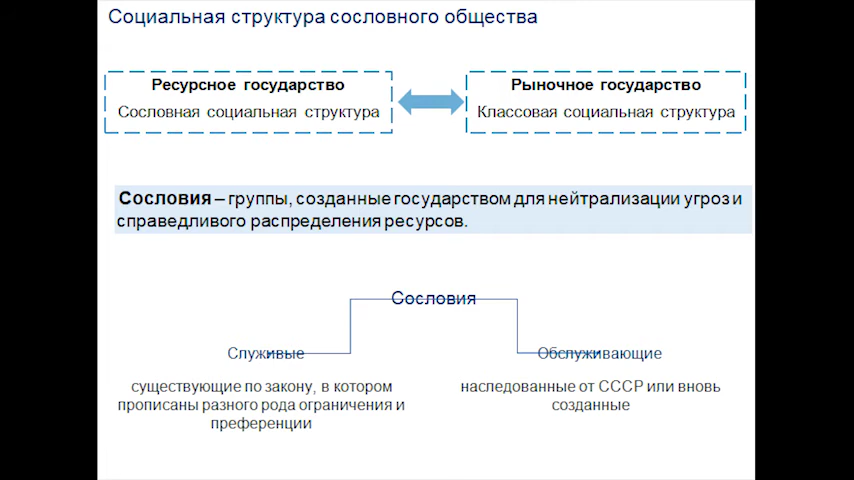 Социальная структура сословного общества
Ресурсное государство
Сословная социальная структура
Рыночное государство
Классовая социальная структура
Сословия – группы, созданные государством для нейтрализации угроз и
справедливого распределения ресурсов.
Сословия
Служивые
существующие по закону, в котором
прописаны разного рода ограничения и
преференции
Обслуживающие
наследованные от СССР или вновь
созданные